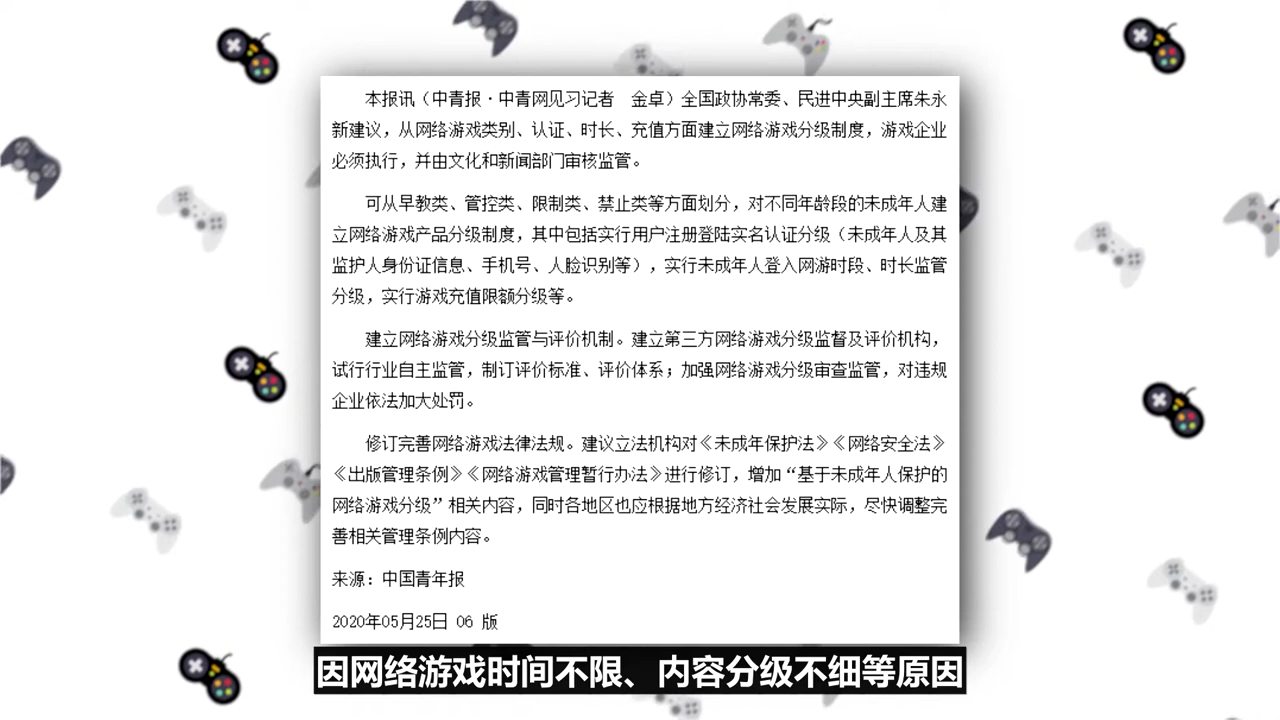 本报讯（中青报·中青网见习记者　金卓）全国政协常委、民进中央副主席朱永
新建议，从网络游戏类别、认证、时长、充值方面建立网络游戏分级制度，游戏企业
必须执行，并由文化和新闻部门审核监管。
可从早教类、管控类、限制类、禁止类等方面划分，对不同年龄段的未成年人建
立网络游戏产品分级制度，其中包括实行用户注册登陆实名认证分级（未成年人及其
监护人身份证信息、手机号、人脸识别等），实行未成年人登入网游时段、时长监管
分级，实行游戏充值限额分级等。
建立网络游戏分级监管与评价机制。建立第三方网络游戏分级监督及评价机构，
试行行业自主监管，制订评价标准、评价体系；加强网络游戏分级审查监管，对违规
企业依法加大处罚。
修订完善网络游戏法律法规。建议立法机构对《未成年保护法》《网络安全法》
《出版管理条例》《网络游戏管理暂行办法》进行修订，增加“基于未成年人保护的
网络游戏分级”相关内容，同时各地区也应根据地方经济社会发展实际，尽快调整完
善相关管理条例内容。
来源：中国青年报
2020年05月25日 06 版
因网络游戏时间不限、内容分级不细等原因